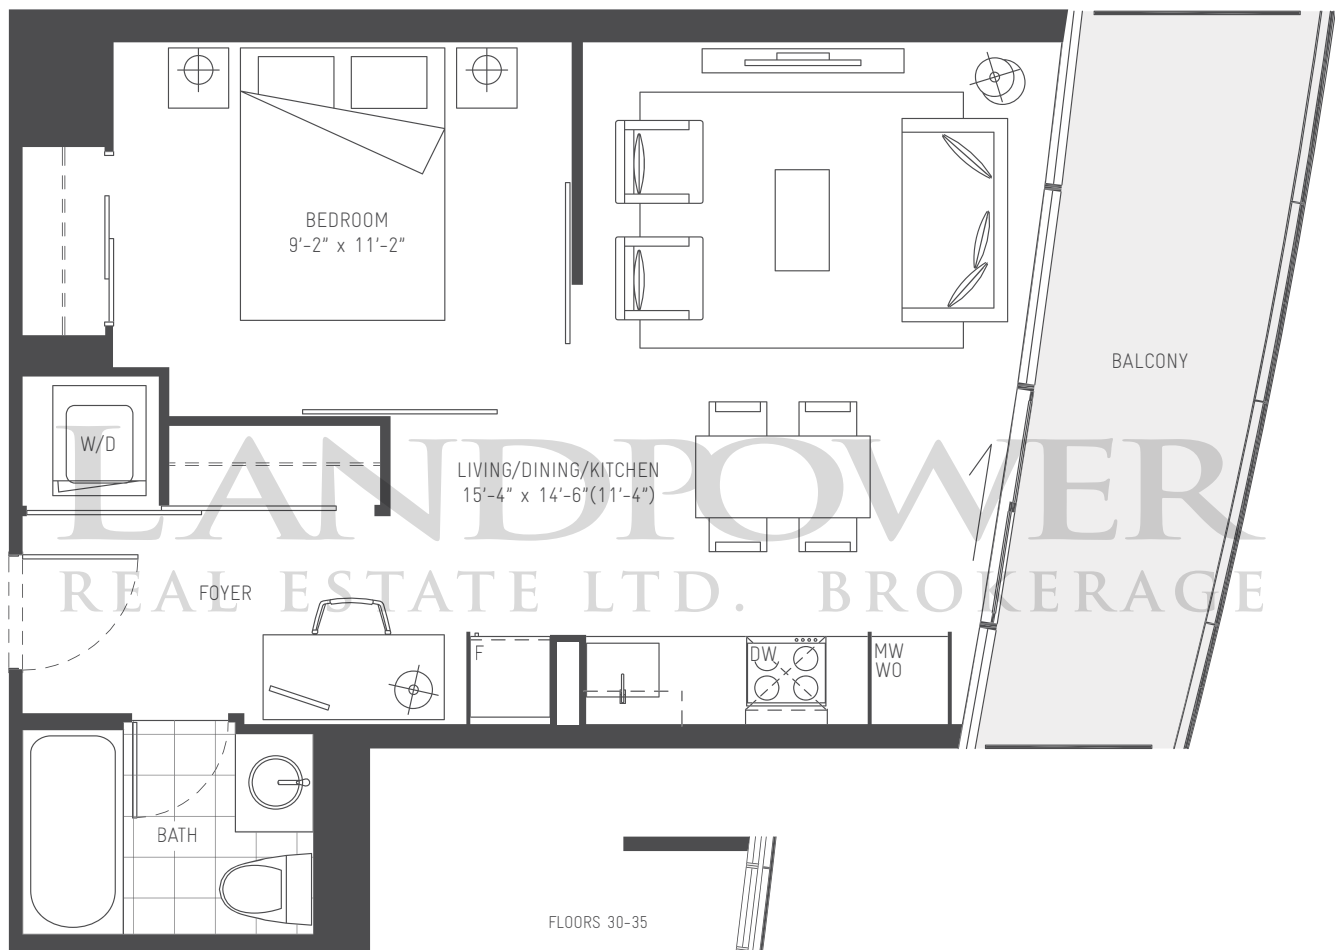 BEDROOM
9'-2" x 11'-2"
BALCONY
W/D
LIVING/DINING/KITCHEN
15'-4" x 14'-6"(11'-4")
LANDPOWER
REAL ESTATE LTD. BROKERAGE
FOYER
F
DW
MW
WO
BATH
FLOORS 30-35